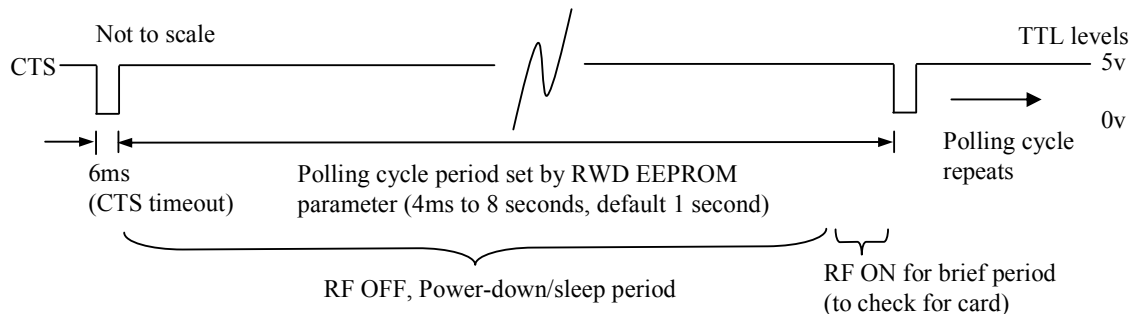 Not to scale
TTL levels
CTS
5v
0v
6ms
(CTS timeout)
Polling cycle period set by RWD EEPROM
parameter (4ms to 8 seconds, default 1 second)
Polling cycle
repeats
RF OFF, Power-down/sleep period
RF ON for brief period
(to check for card)